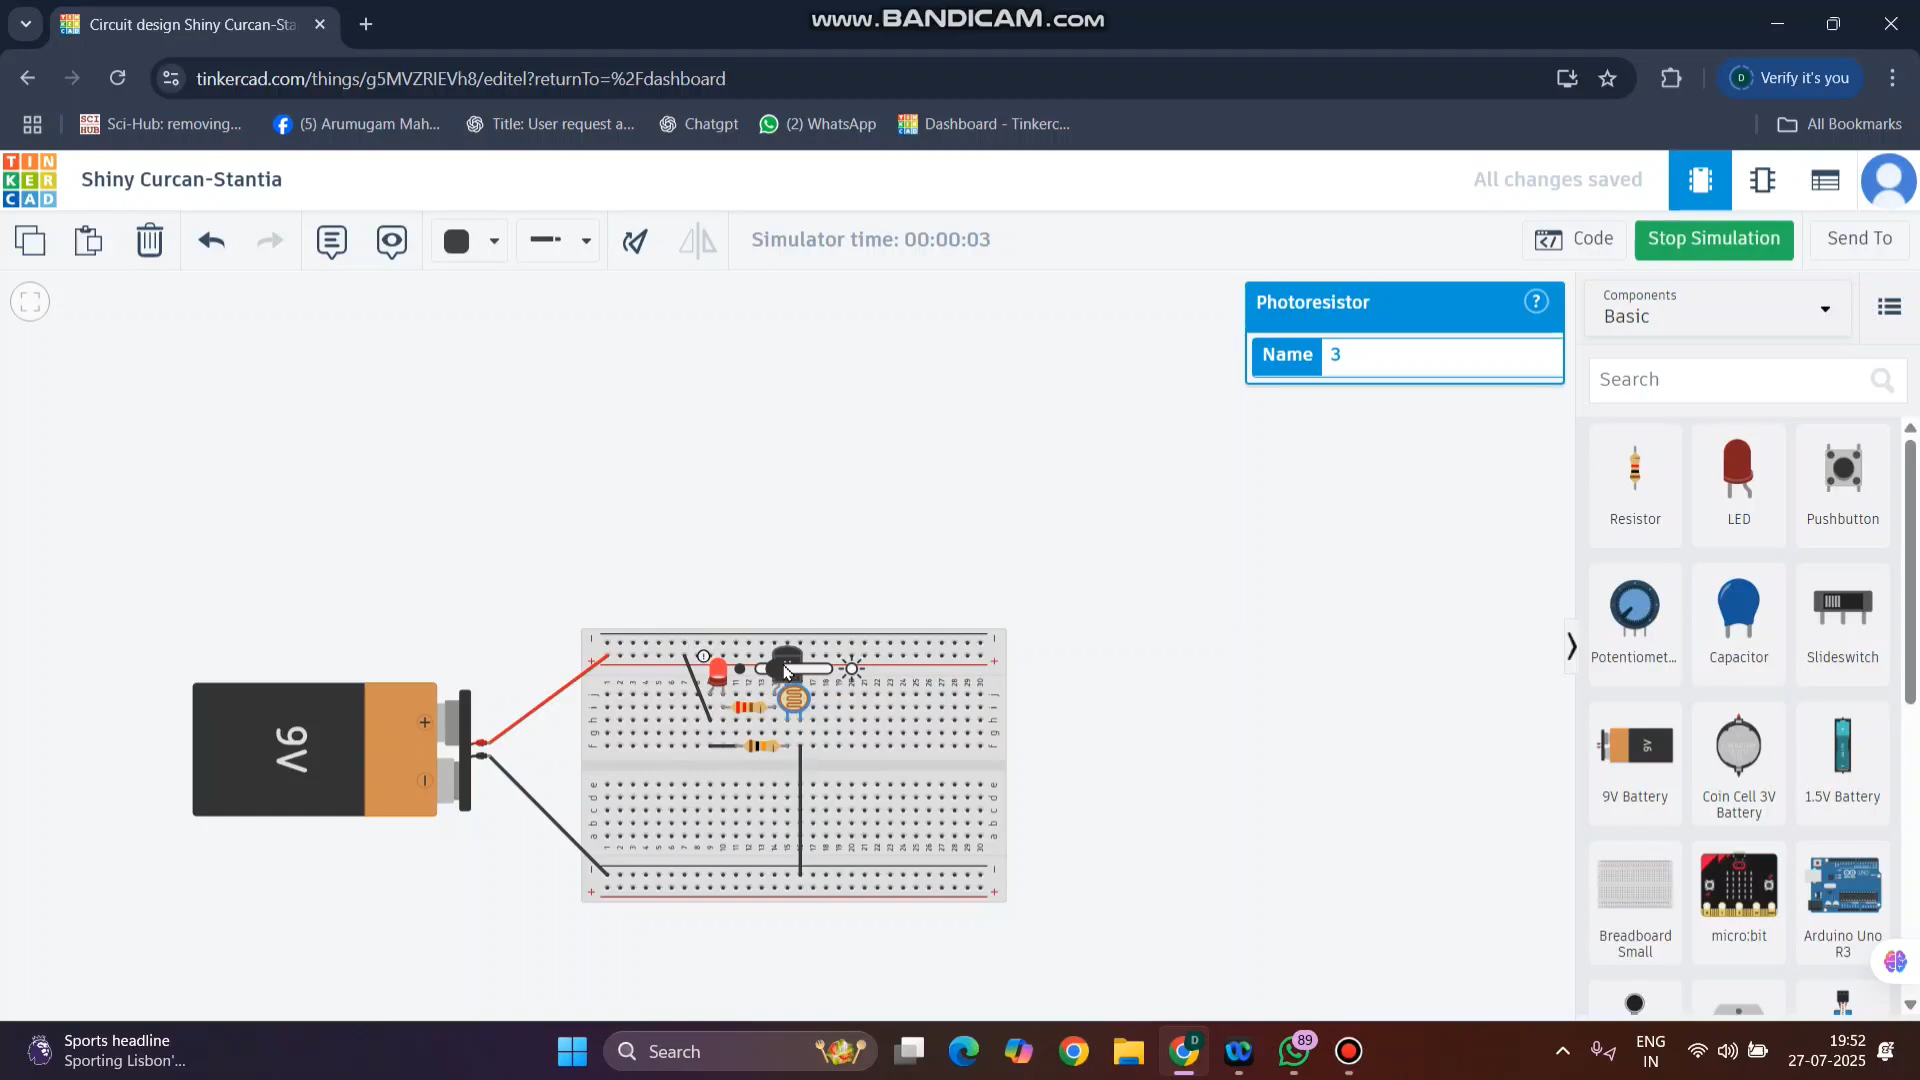 Circuit design Shiny Curcan-Sta
www.BANDICAM.com
tinkercad.com/things/g5MVZRIEVh8/editel?returnTo=%2Fdashboard
D
Verify it's you
SCI HUB
Sci-Hub: removing...
(5) Arumugam Mah...
Title: User request a...
Chatgpt
(2) WhatsApp
Dashboard - Tinkerc...
All Bookmarks
TIN
KER
CAD
Shiny Curcan-Stantia
All changes saved
Simulator time: 00:00:03
Code
Stop Simulation
Send To
Photoresistor
?
Name
3
Components
Basic
Search
Resistor
LED
Pushbutton
Potentiomet...
Capacitor
Slideswitch
9V Battery
Coin Cell 3V Battery
1.5V Battery
Breadboard Small
micro:bit
Arduino Uno R3
9V
Sports headline
Sporting Lisbon'...
Search
D
89
ENG
IN
19:52
27-07-2025